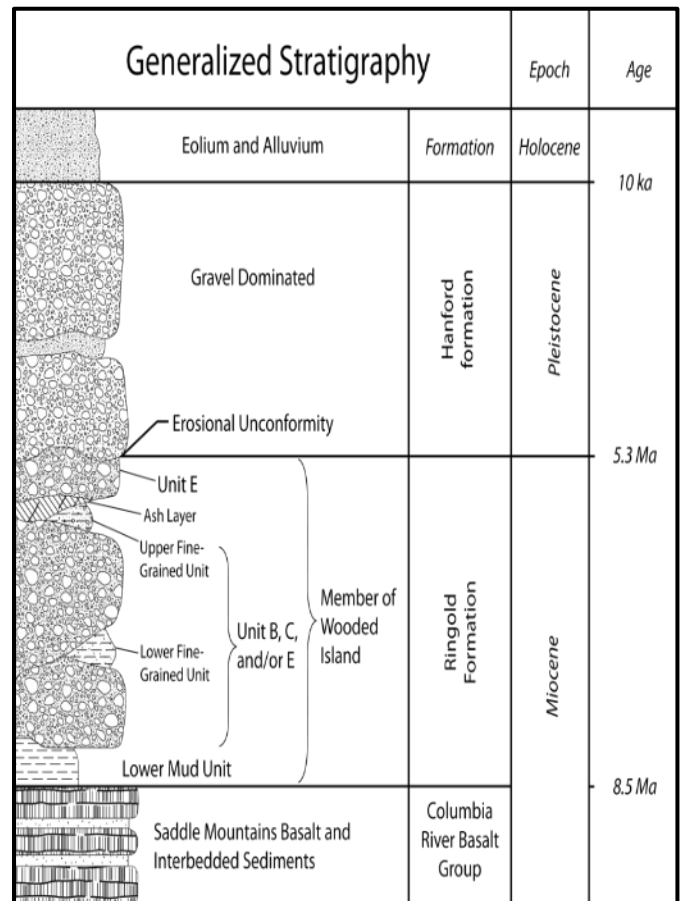 Generalized Stratigraphy
Epoch
Age
Eolium and Alluvium
Formation
Holocene
10 ka
Gravel Dominated
Hanford
formation
Pleistocene
Erosional Unconformity
5.3 Ma
Unit E
Ash Layer
Upper Fine-
Grained Unit
Lower Fine-
Grained Unit
Unit B, C,
and/or E
Member of
Wooded
Island
Ringold
Formation
Miocene
Lower Mud Unit
8.5 Ma
Saddle Mountains Basalt and
Interbedded Sediments
Columbia
River Basalt
Group